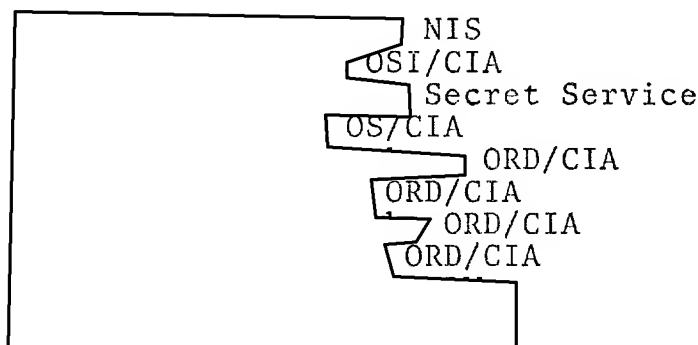 NIS
OSI/CIA
Secret Service
OS/CIA
ORD/CIA
ORD/CIA
ORD/CIA
ORD/CIA